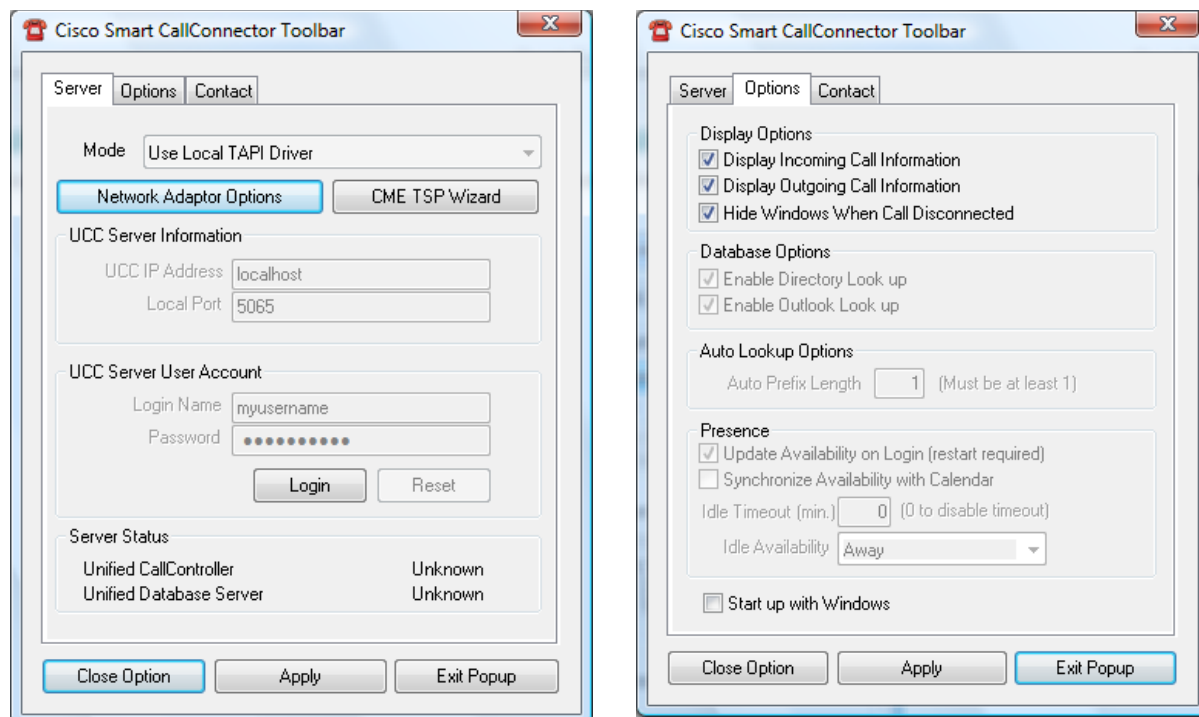 Cisco Smart CallConnector Toolbar
Server Options Contact
Mode Use Local TAPI Driver
Network Adaptor Options CME TSP Wizard
UCC Server Information
UCC IP Address localhost
Local Port 5065
UCC Server User Account
Login Name myusername
Password ••••••••••
Login Reset
Server Status
Unified CallController Unknown
Unified Database Server Unknown
Close Option Apply Exit Popup
Cisco Smart CallConnector Toolbar
Server Options Contact
Display Options
Display Incoming Call Information
Display Outgoing Call Information
Hide Windows When Call Disconnected
Database Options
Enable Directory Look up
Enable Outlook Look up
Auto Lookup Options
Auto Prefix Length 1 (Must be at least 1)
Presence
Update Availability on Login (restart required)
Synchronize Availability with Calendar
Idle Timeout (min.) 0 (0 to disable timeout)
Idle Availability Away
Start up with Windows
Close Option Apply Exit Popup